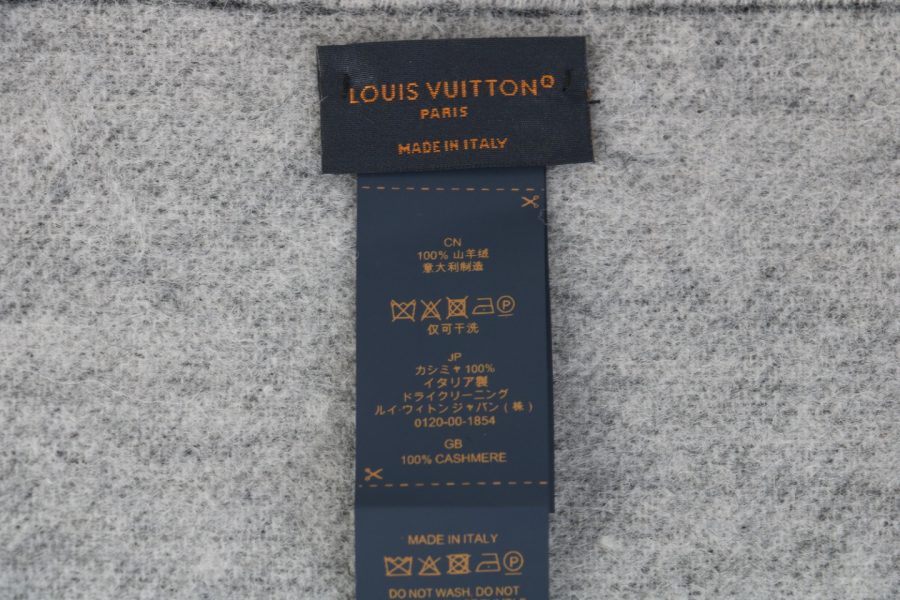 LOUIS VUITTON®
PARIS
MADE IN ITALY
CN
100% 山羊绒
意大利制造
仅可干洗
JP
カシミヤ 100%
イタリア製
ドライクリーニング
ルイ・ウィトン ジャパン (株)
0120-00-1854
GB
100% CASHMERE
MADE IN ITALY
DO NOT WASH, DO NOT